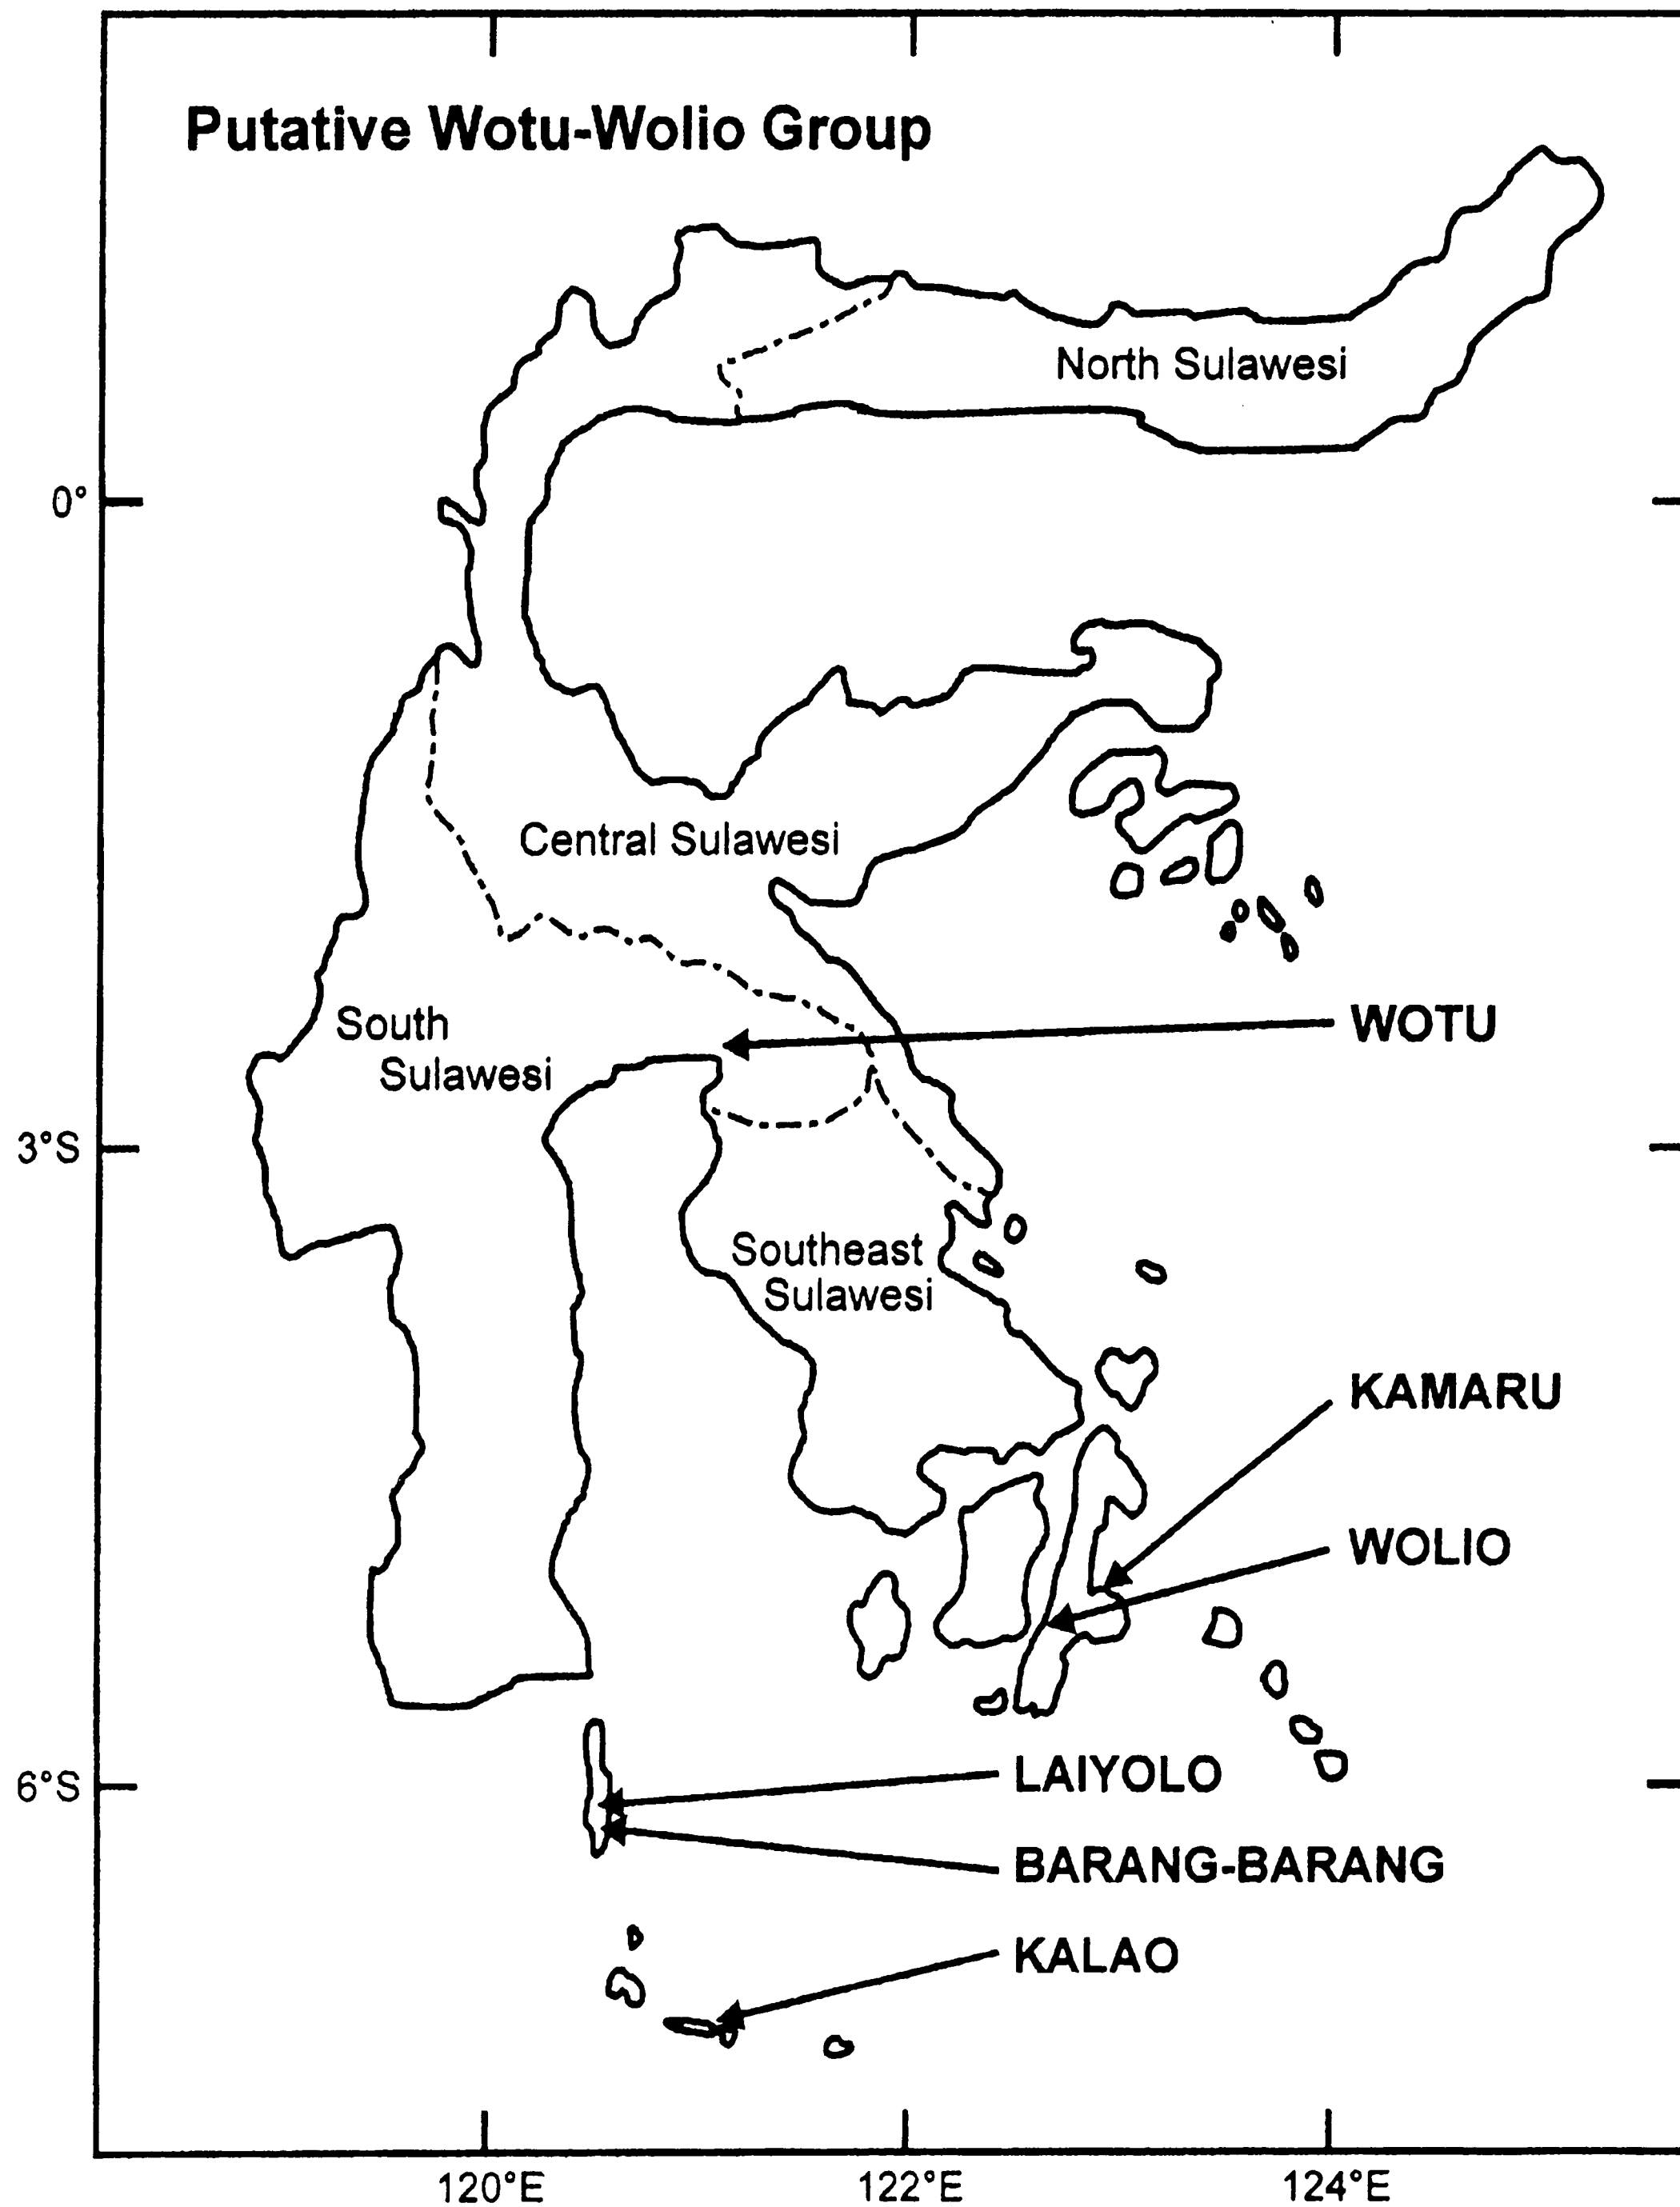 Putative Wotu-Wolio Group
North Sulawesi
0°
Central Sulawesi
South
Sulawesi
WOTU
3°S
Southeast
Sulawesi
KAMARU
WOLIO
6°S
LAIYOLO
BARANG-BARANG
KALAO
120°E
122°E
124°E